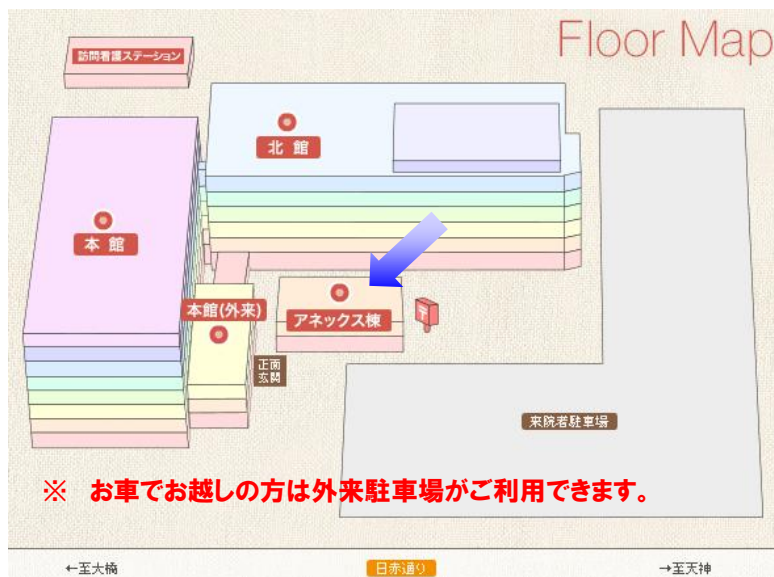 Floor Map
訪問看護ステーション
北館
本館
本館(外来)
アネックス棟
〒
正面
玄関
来院者駐車場
※ お車でお越しの方は外来駐車場がご利用できます。
←至大橋
日赤通り
→至天神